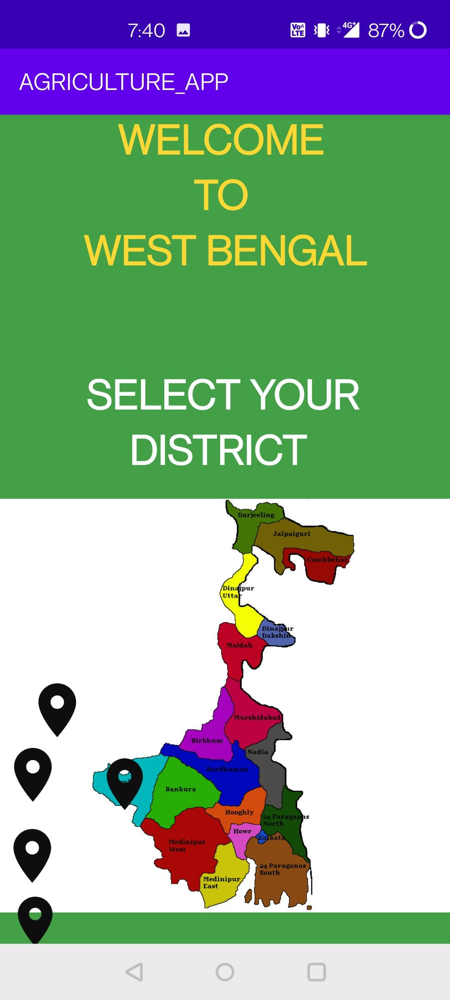 7:40
Vo))
LTE
4G+
87%
AGRICULTURE_APP
WELCOME
TO
WEST BENGAL
SELECT YOUR
DISTRICT
Darjeeling
Jalpaiguri
Coochbehar
Dinajpur
Uttar
Dinajpur
Dakshin
Maldah
Murshidabad
Birbhum
Nadia
Bardhaman
Bankura
Hooghly
24 Paraganas
North
Howr
Kolkata
Medinipur
West
24 Paraganas
South
Medinipur
East